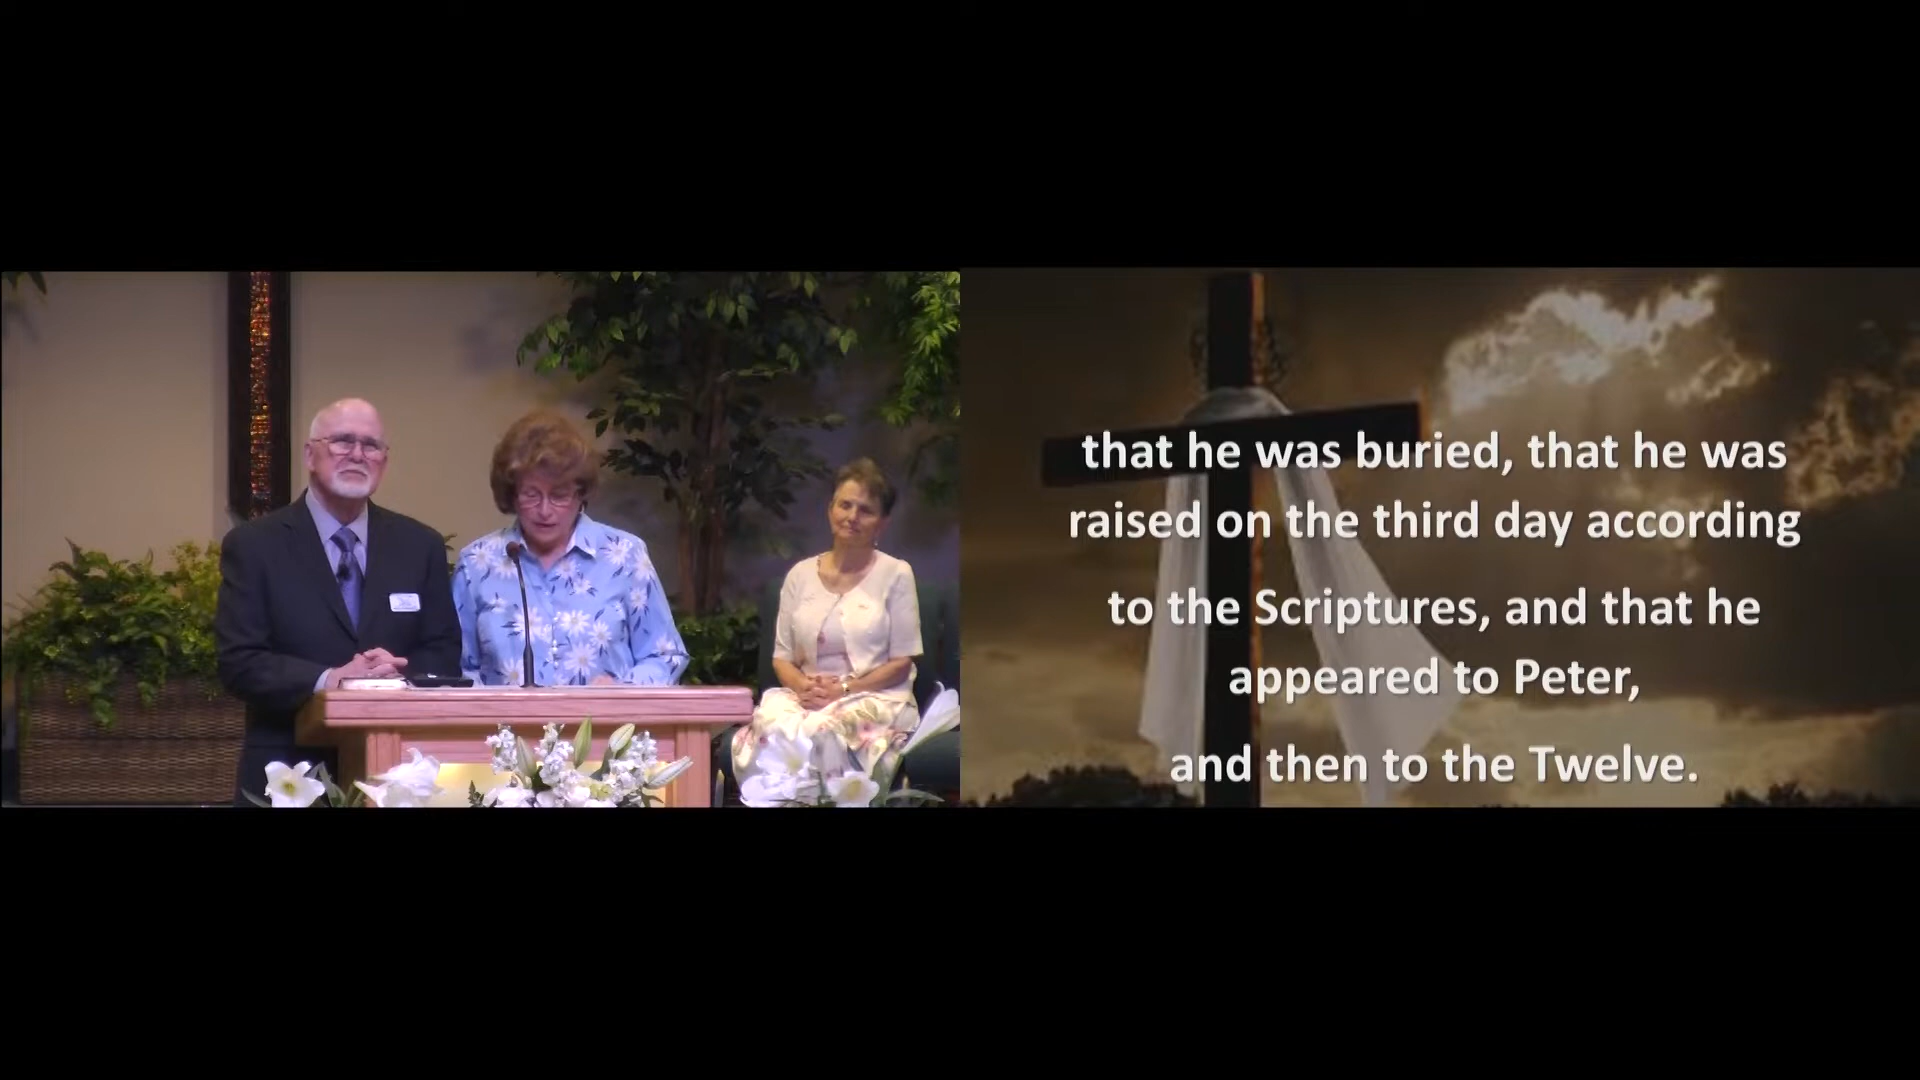 that he was buried, that he was
raised on the third day according
to the Scriptures, and that he
appeared to Peter,
and then to the Twelve.